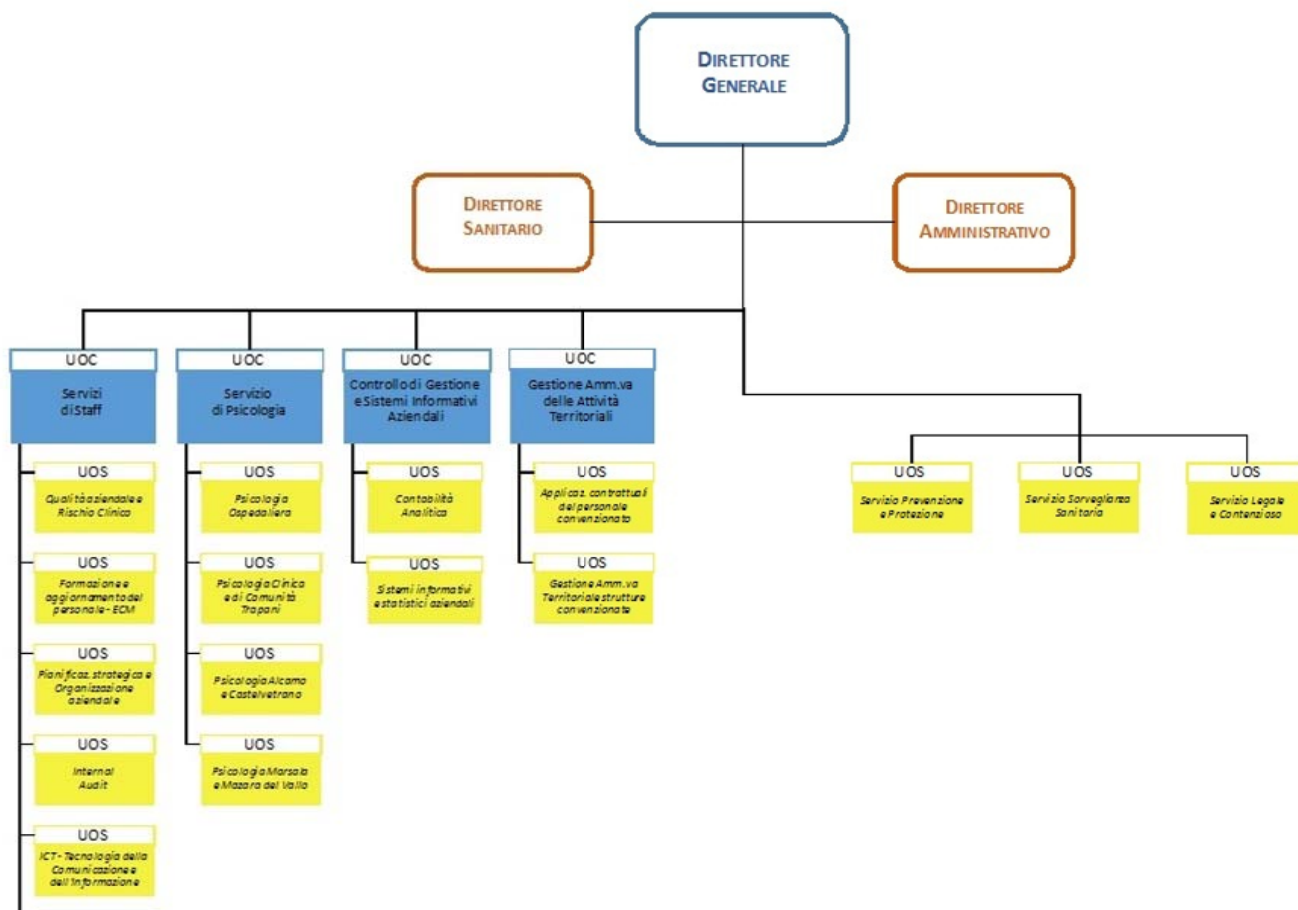 DIRETTORE
GENERALE
DIRETTORE
SANITARIO
DIRETTORE
AMMINISTRATIVO
UOC
Servizi
di Staff
UOC
Servizio
di Psicologia
UOC
Controllo di Gestione
e Sistemi Informativi
Aziendali
UOC
Gestione Amm.va
delle Attività
Territoriali
UOS
Qualità aziendale e
Rischio Clinico
UOS
Psicologia
Ospedaliera
UOS
Contabilità
Analitica
UOS
Applicaz. contrattuali
del personale
convenzionato
UOS
Servizio Prevenzione
e Protezione
UOS
Servizio Sorveglianza
Sanitaria
UOS
Servizio Legale
e Contenzioso
UOS
Formazione e
aggiornamento del
personale - ECM
UOS
Psicologia Clinica
e di Comunità
Trapani
UOS
Sistemi informativi
e statistici aziendali
UOS
Gestione Amm.va
Territoriale strutture
convenzionate
UOS
Pianificaz. strategica e
Organizzazione
aziendale
UOS
Psicologia Alcamo
e Castelvetrano
UOS
Internal
Audit
UOS
Psicologia Marsala
e Mazara del Vallo
UOS
ICT - Tecnologia della
Comunicazione e
dell'Informazione